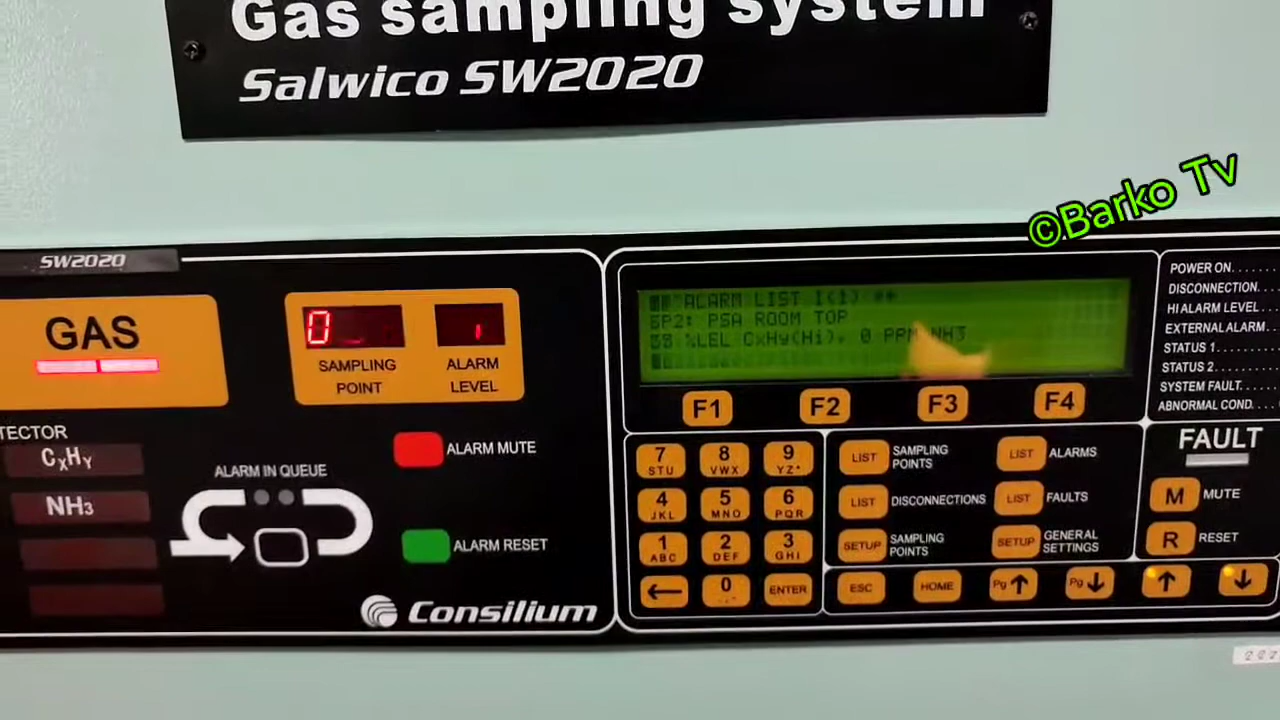 Gas sampling system
Salwico SW2020
©Barko Tv
SW2020
GAS
0
SAMPLING
POINT
ALARM
LEVEL
TECTOR
CXHY
NH3
ALARM IN QUEUE
ALARM MUTE
ALARM RESET
Consilium
ALARM LIST
SP2: PSA ROOM TOP
%LEL CxHy(Hi), 0 PPM NH3
F1
F2
F3
F4
7 STU
8 VWX
9 YZ*
4 JKL
5 MNO
6 PQR
1 ABC
2 DEF
3 GHI
0
ENTER
LIST SAMPLING POINTS
LIST ALARMS
LIST DISCONNECTIONS
LIST FAULTS
SETUP SAMPLING POINTS
SETUP GENERAL SETTINGS
ESC
HOME
Pg
Pg
POWER ON......
DISCONNECTION....
HI ALARM LEVEL....
EXTERNAL ALARM...
STATUS 1........
STATUS 2........
SYSTEM FAULT.....
ABNORMAL COND....
FAULT
M MUTE
R RESET